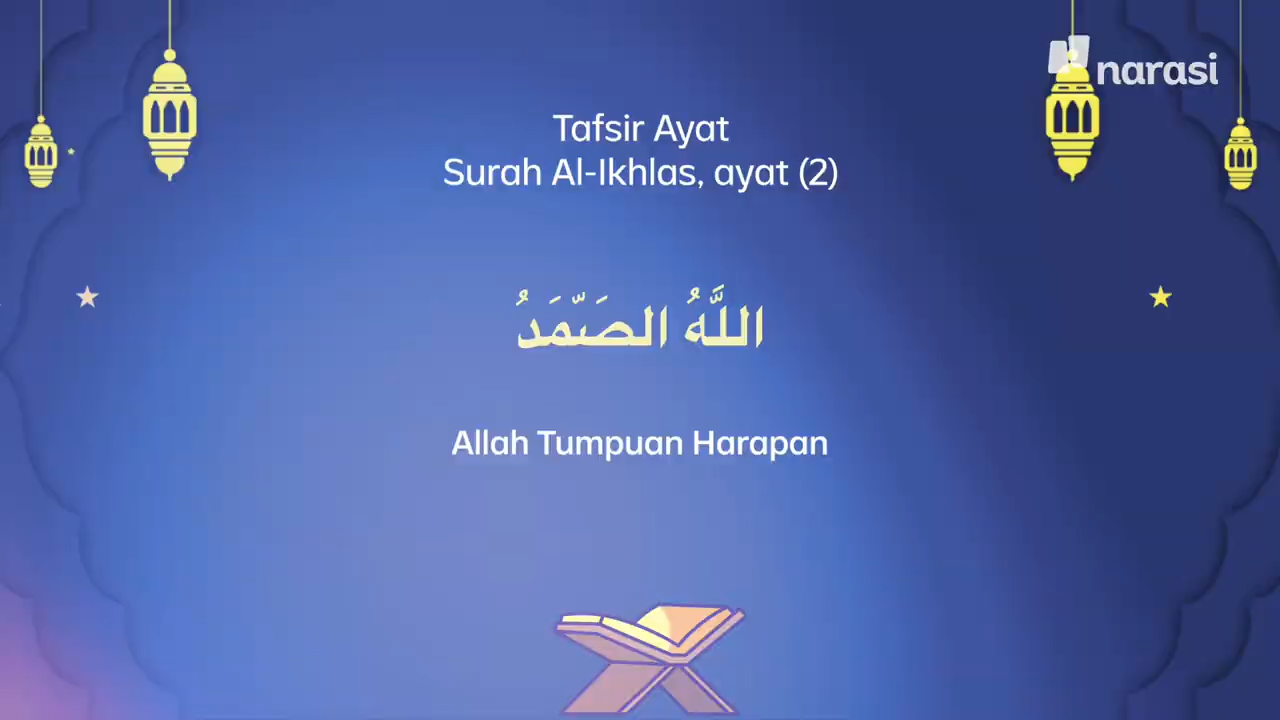 narasi
Tafsir Ayat
Surah Al-Ikhlas, ayat (2)
اللَّهُ الصَّمَدُ
Allah Tumpuan Harapan